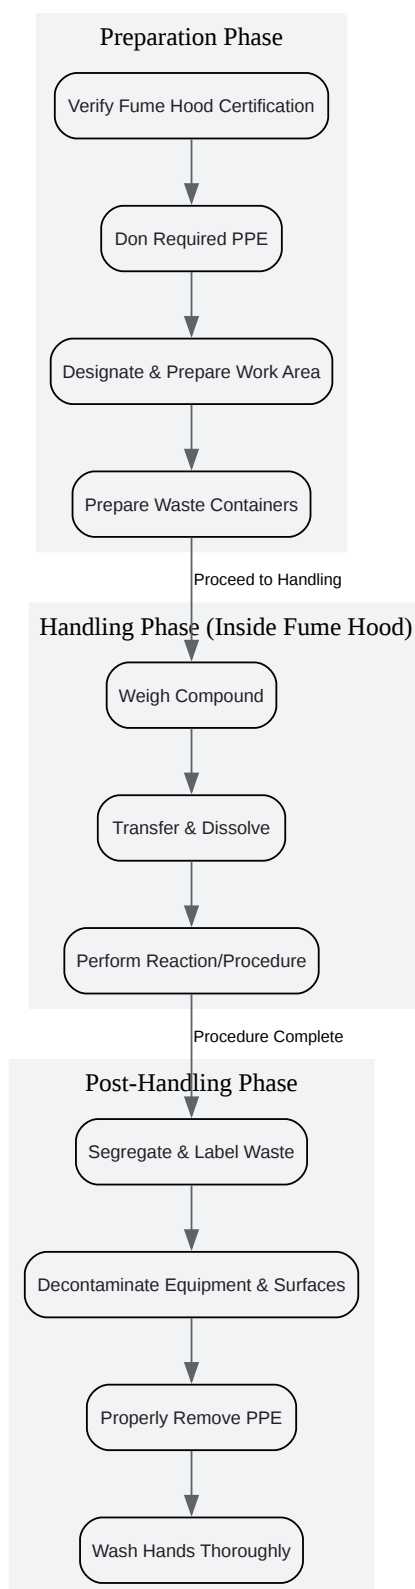 Preparation Phase
Verify Fume Hood Certification
Don Required PPE
Designate & Prepare Work Area
Prepare Waste Containers
Proceed to Handling
Handling Phase (Inside Fume Hood)
Weigh Compound
Transfer & Dissolve
Perform Reaction/Procedure
Procedure Complete
Post-Handling Phase
Segregate & Label Waste
Decontaminate Equipment & Surfaces
Properly Remove PPE
Wash Hands Thoroughly